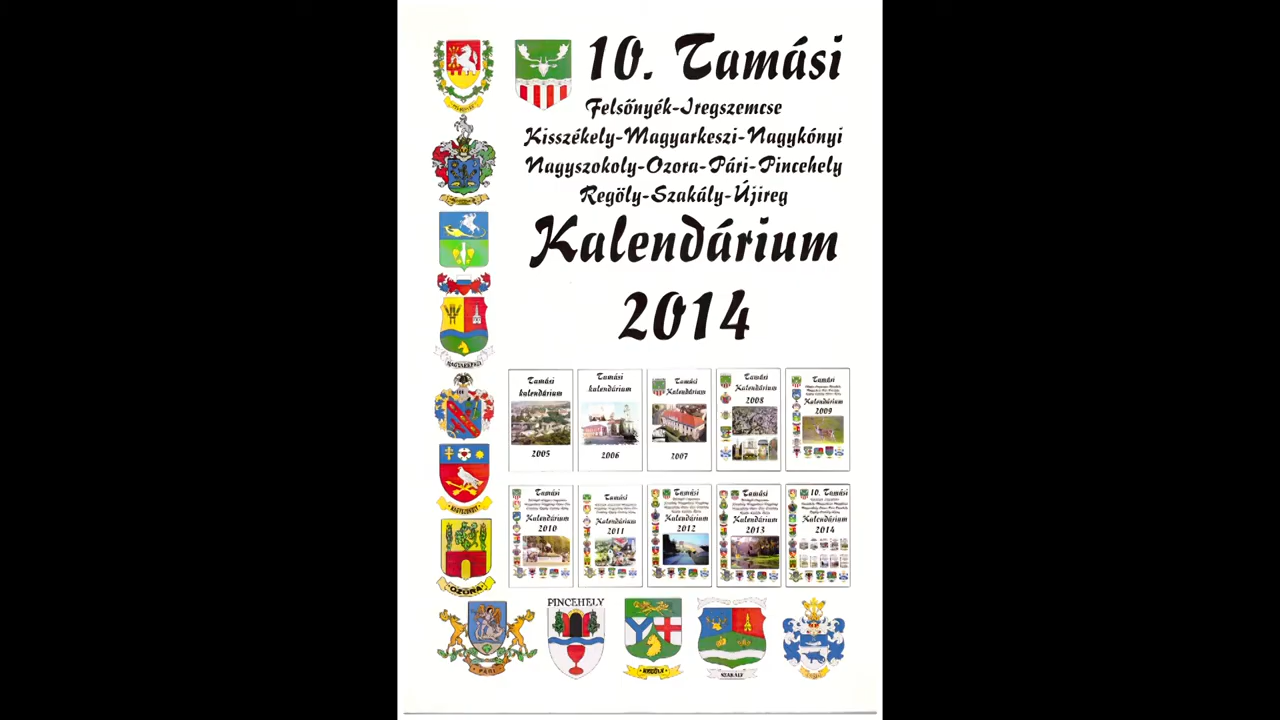 10. Tamási
Felsőnyék-Iregszemcse
Kisszékely-Magyarkeszi-Nagykónyi
Nagyszokoly-Ozora-Pári-Pincehely
Regöly-Szakály-Újireg
Kalendárium
2014
Tamási
kalendárium
2005
Tamási
kalendárium
2006
Tamási
Kalendárium
2007
Tamási
Kalendárium
2008
Tamási
Kalendárium
2009
Tamási
Kalendárium
2010
Tamási
Kalendárium
2011
Tamási
Kalendárium
2012
Tamási
Kalendárium
2013
10. Tamási
Kalendárium
2014
OZORA
PÁRI
PINCEHELY
REGÖLY
SZAKÁLY